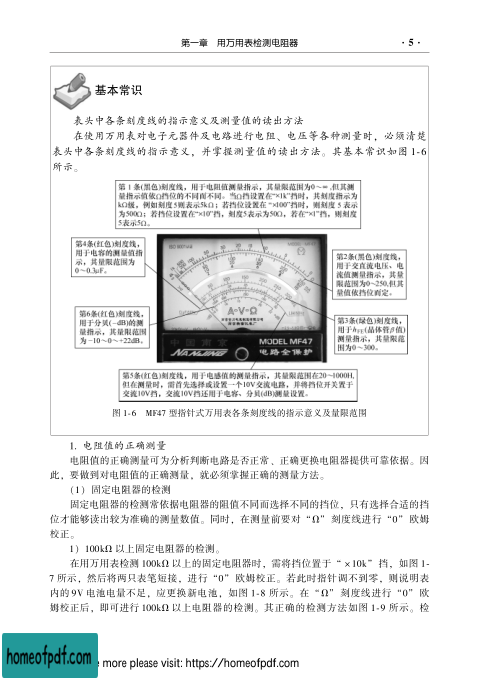 第一章 用万用表检测电阻器 · 5 ·
基本常识
表头中各条刻度线的指示意义及测量值的读出方法
在使用万用表对电子元器件及电路进行电阻、电压等各种测量时，必须清楚
表头中各条刻度线的指示意义，并掌握测量值的读出方法。其基本常识如图 1-6
所示。
第 1 条(黑色)刻度线，用于电阻值测量指示，其量限范围为0～∞，但其测
量指示值依㧟挡位的不同而不同。当㧟挡设置在“×1k”挡时，其刻度指示为
kΩ级，例如刻度5则表示5kΩ；若挡位设置在“×100”挡时，则刻度 5 表示
为500Ω；若挡位设置在“×10”挡，刻度5表示为50Ω，若在“×1”挡，则刻度
5表示5Ω。
第4条(红色)刻度线，
用于电容的测量值指
示，其量限范围为
0～0.3μF。
第2条(黑色)刻度线，
用于交直流电压、电
流值测量指示，其量
限范围为0~250,但其
量值依挡位而定。
第6条(红色)刻度线，
用于分贝(−dB)的测
量指示，其量限范围
为−10～0～+22dB。
第3条(绿色)刻度线，
用于hFE(晶体管β值)
测量指示，其量限范
围为0～300。
A-V-Ω
中国南京 MODEL MF47
NANJING 电路全保护
第5条(红色)刻度线，用于电感值的测量指示，其量限范围在20～1000H,
但在测量时，需首先选择或设置一个10V交流电路，并将挡位开关置于
交流10V挡，交流10V挡还用于电容、分贝(dB)测量设置。
图 1-6 MF47 型指针式万用表各条刻度线的指示意义及量限范围
1. 电阻值的正确测量
电阻值的正确测量可为分析判断电路是否正常、正确更换电阻器提供可靠依据。因
此，要做到对电阻值的正确测量，就必须掌握正确的测量方法。
（1）固定电阻器的检测
固定电阻器的检测常依据电阻器的阻值不同而选择不同的挡位，只有选择合适的挡
位才能够读出较为准确的测量数值。同时，在测量前要对“Ω”刻度线进行“0”欧姆
校正。
1）100kΩ 以上固定电阻器的检测。
在用万用表检测 100kΩ 以上的固定电阻器时，需将挡位置于“×10k”挡，如图 1-
7 所示，然后将两只表笔短接，进行“0”欧姆校正。若此时指针调不到零，则说明表
内的 9V 电池电量不足，应更换新电池，如图 1-8 所示。在“Ω”刻度线进行“0”欧
姆校正后，即可进行 100kΩ 以上电阻器的检测。其正确的检测方法如图 1-9 所示。检
homeofpdf.com
e more please visit: https://homeofpdf.com